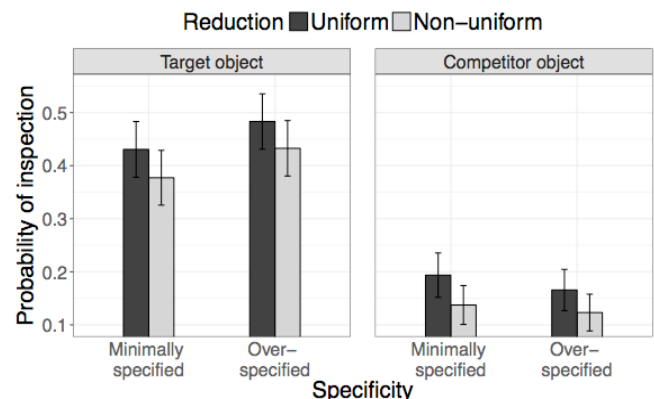 Reduction Uniform Non-uniform
Target object
Competitor object
Probability of inspection
0.5
0.4
0.3
0.2
0.1
Minimally
specified
Over-
specified
Minimally
specified
Over-
specified
Specificity